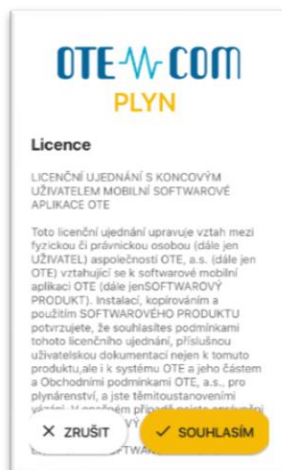 OTE COM
PLYN
Licence
LICENČNÍ UJEDNÁNÍ S KONCOVÝM
UŽIVATELEM MOBILNÍ SOFTWAROVÉ
APLIKACE OTE
Toto licenční ujednání upravuje vztah mezi
fyzickou či právnickou osobou (dále jen
UŽIVATEL) aspolečností OTE, a.s. (dále jen
OTE) vztahující se k softwarové mobilní
aplikaci OTE (dále jenSOFTWAROVÝ
PRODUKT). Instalací, kopírováním a
použitím SOFTWAROVÉHO PRODUKTU
potvrzujete, že souhlasítes podmínkami
tohoto licenčního ujednání, příslušnou
uživatelskou dokumentací nejen k tomuto
produktu,ale i k systému OTE a jeho částem
a Obchodními podmínkami OTE, a.s., pro
plynárenství, a jste těmitoustanoveními
případě
ZRUŠIT
SOUHLASÍM